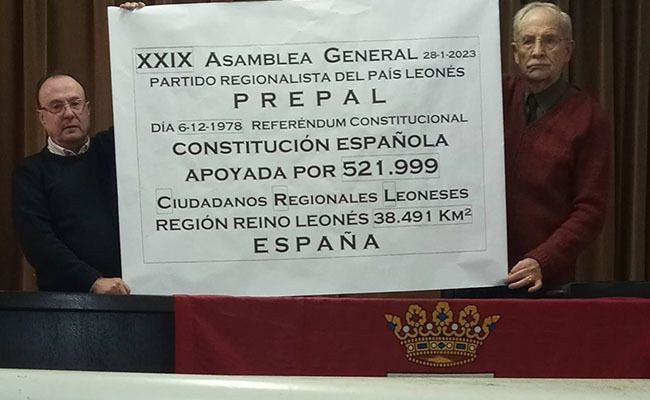 XXIX ASAMBLEA GENERAL 28-1-2023
PARTIDO REGIONALISTA DEL PAÍS LEONÉS
PREPAL
DÍA 6-12-1978 REFERÉNDUM CONSTITUCIONAL
CONSTITUCIÓN ESPAÑOLA
APOYADA POR 521.999
CIUDADANOS REGIONALES LEONESES
REGIÓN REINO LEONÉS 38.491 KM²
ESPAÑA